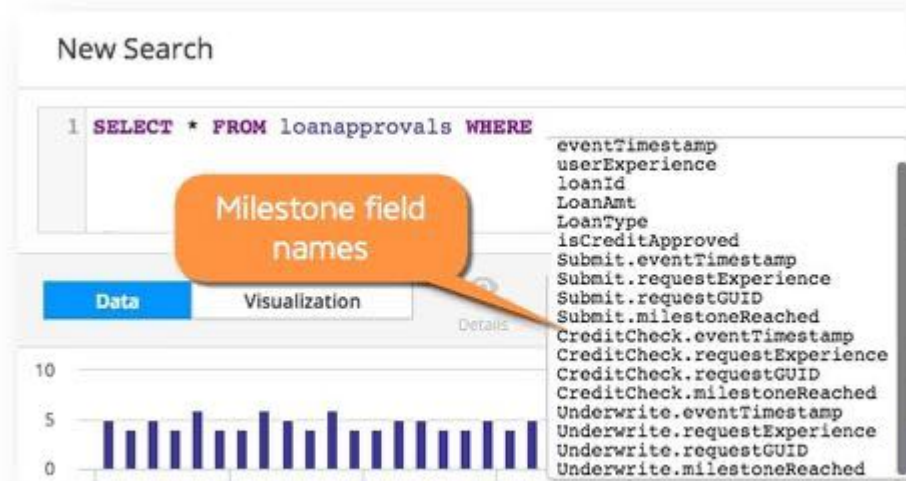 New Search
1 SELECT * FROM loanapprovals WHERE
eventTimestamp
userExperience
loanId
LoanAmt
LoanType
isCreditApproved
Submit.eventTimestamp
Submit.requestExperience
Submit.requestGUID
Submit.milestoneReached
CreditCheck.eventTimestamp
CreditCheck.requestExperience
CreditCheck.requestGUID
CreditCheck.milestoneReached
Underwrite.eventTimestamp
Underwrite.requestExperience
Underwrite.requestGUID
Underwrite.milestoneReached
Milestone field
names
Data
Visualization
Details
10
5
0